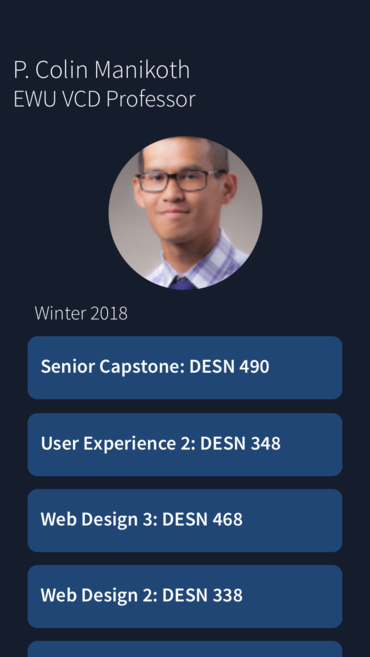 P. Colin Manikoth
EWU VCD Professor
Winter 2018
Senior Capstone: DESN 490
User Experience 2: DESN 348
Web Design 3: DESN 468
Web Design 2: DESN 338